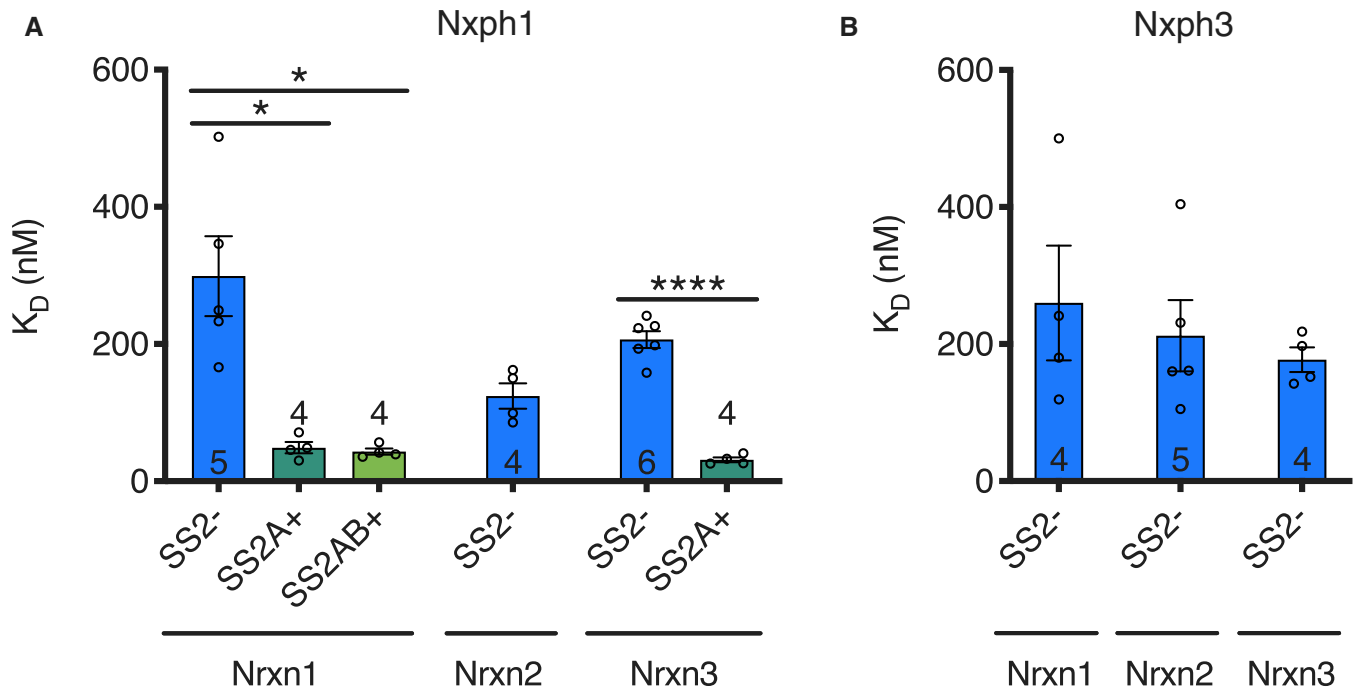 A
Nxph1
*
*
****
K_D (nM)
600
400
200
0
4
4
4
5
4
6
SS2-
SS2A+
SS2AB+
SS2-
SS2-
SS2A+
Nrxn1
Nrxn2
Nrxn3
B
Nxph3
K_D (nM)
600
400
200
0
4
5
4
SS2-
SS2-
SS2-
Nrxn1
Nrxn2
Nrxn3